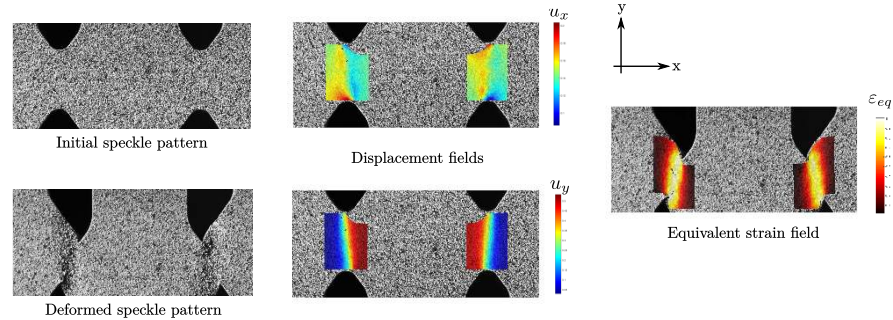 Initial speckle pattern
Deformed speckle pattern
u_x
Displacement fields
u_y
y
x
ε_eq
Equivalent strain field